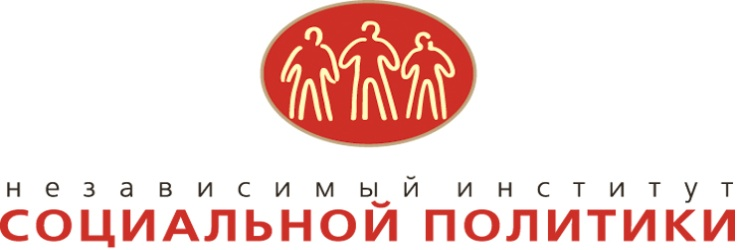 независимый институт
СОЦИАЛЬНОЙ ПОЛИТИКИ